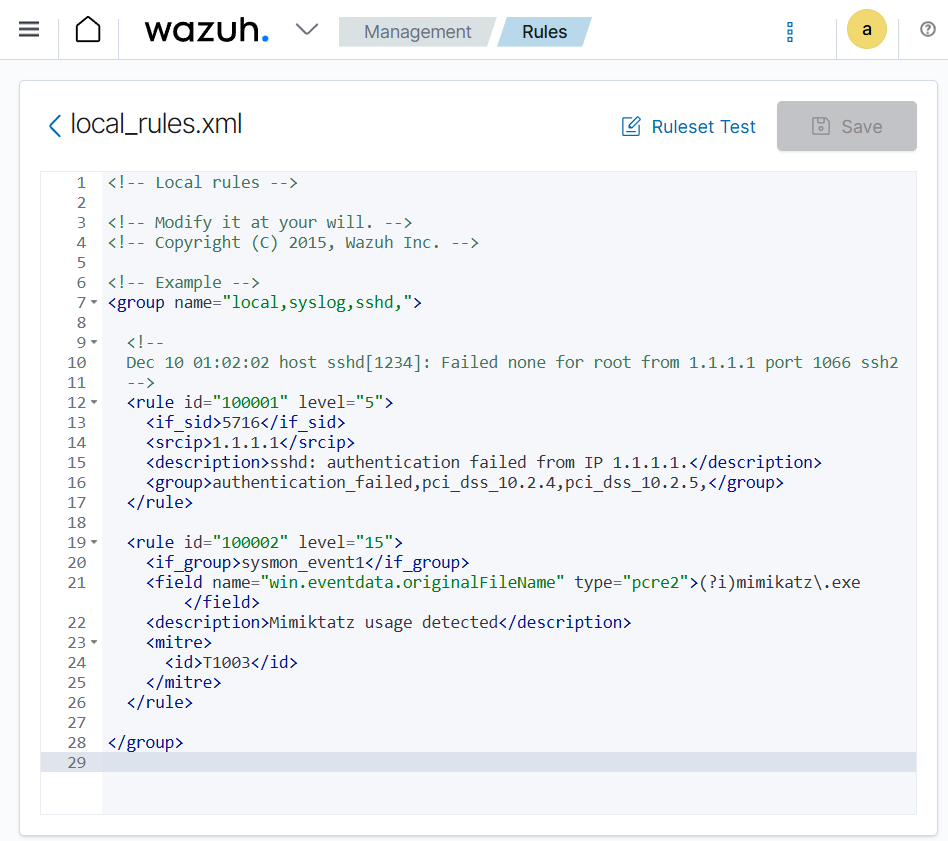 wazuh.
Management
Rules
a
?
local_rules.xml
Ruleset Test
Save
1 <!-- Local rules -->
2
3 <!-- Modify it at your will. -->
4 <!-- Copyright (C) 2015, Wazuh Inc. -->
5
6 <!-- Example -->
7 <group name="local,syslog,sshd,">
8
9   <!--
10   Dec 10 01:02:02 host sshd[1234]: Failed none for root from 1.1.1.1 port 1066 ssh2
11   -->
12   <rule id="100001" level="5">
13     <if_sid>5716</if_sid>
14     <srcip>1.1.1.1</srcip>
15     <description>sshd: authentication failed from IP 1.1.1.1.</description>
16     <group>authentication_failed,pci_dss_10.2.4,pci_dss_10.2.5,</group>
17   </rule>
18
19   <rule id="100002" level="15">
20     <if_group>sysmon_event1</if_group>
21     <field name="win.eventdata.originalFileName" type="pcre2">(?i)mimikatz\.exe
</field>
22     <description>Mimiktatz usage detected</description>
23     <mitre>
24       <id>T1003</id>
25     </mitre>
26   </rule>
27
28 </group>
29